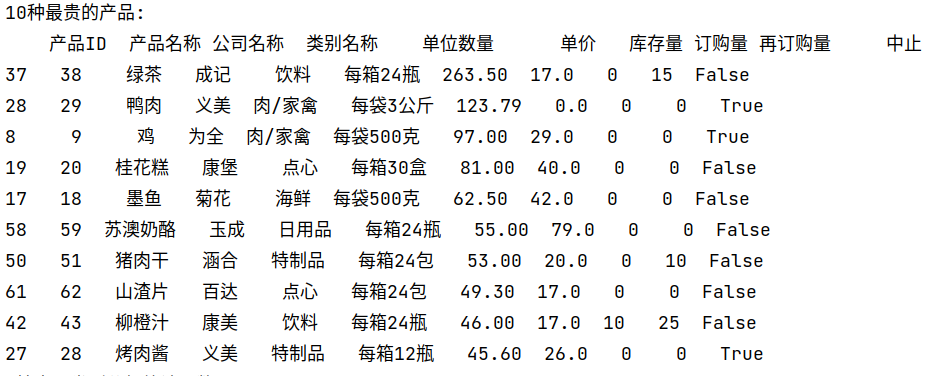 10种最贵的产品:
产品ID 产品名称 公司名称 类别名称 单位数量 单价 库存量 订购量 再订购量 中止
37 38 绿茶 成记 饮料 每箱24瓶 263.50 17.0 0 15 False
28 29 鸭肉 义美 肉/家禽 每袋3公斤 123.79 0.0 0 0 True
8 9 鸡 为全 肉/家禽 每袋500克 97.00 29.0 0 0 True
19 20 桂花糕 康堡 点心 每箱30盒 81.00 40.0 0 0 False
17 18 墨鱼 菊花 海鲜 每袋500克 62.50 42.0 0 0 False
58 59 苏澳奶酪 玉成 日用品 每箱24瓶 55.00 79.0 0 0 False
50 51 猪肉干 涵合 特制品 每箱24包 53.00 20.0 0 10 False
61 62 山渣片 百达 点心 每箱24包 49.30 17.0 0 0 False
42 43 柳橙汁 康美 饮料 每箱24瓶 46.00 17.0 10 25 False
27 28 烤肉酱 义美 特制品 每箱12瓶 45.60 26.0 0 0 True